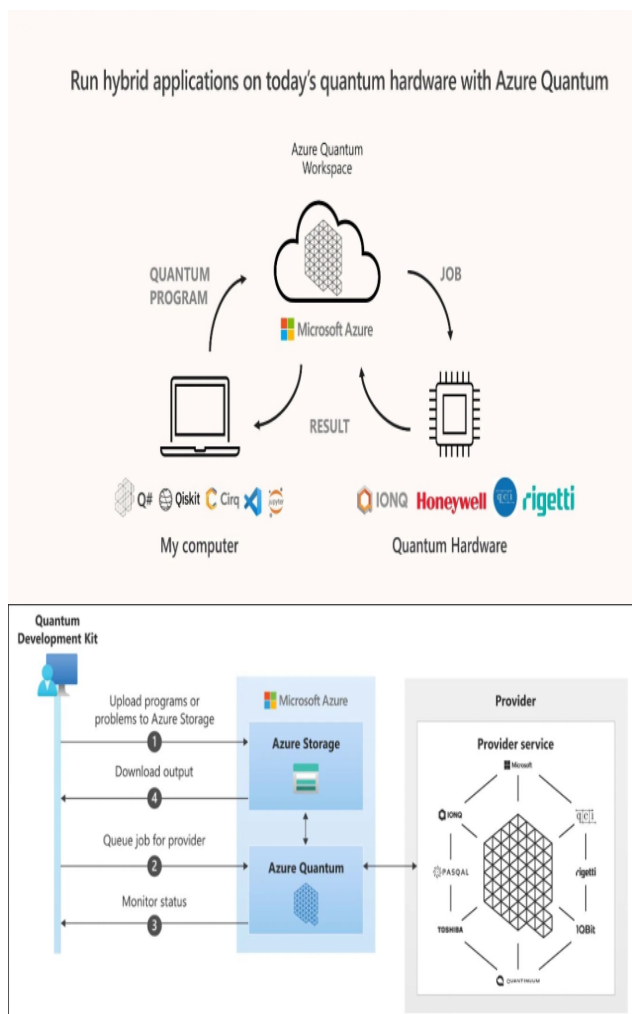 Run hybrid applications on today's quantum hardware with Azure Quantum
Azure Quantum
Workspace
QUANTUM
PROGRAM
JOB
Microsoft Azure
RESULT
Q# Qiskit Cirq jupyter
IONQ Honeywell qci rigetti
My computer
Quantum Hardware
Quantum
Development Kit
Upload programs or
problems to Azure Storage
1
Download output
4
Queue job for provider
2
Monitor status
3
Microsoft Azure
Azure Storage
Azure Quantum
Provider
Provider service
Microsoft
IONQ
qci
PASQAL
rigetti
TOSHIBA
1QBit
QUANTINUUM